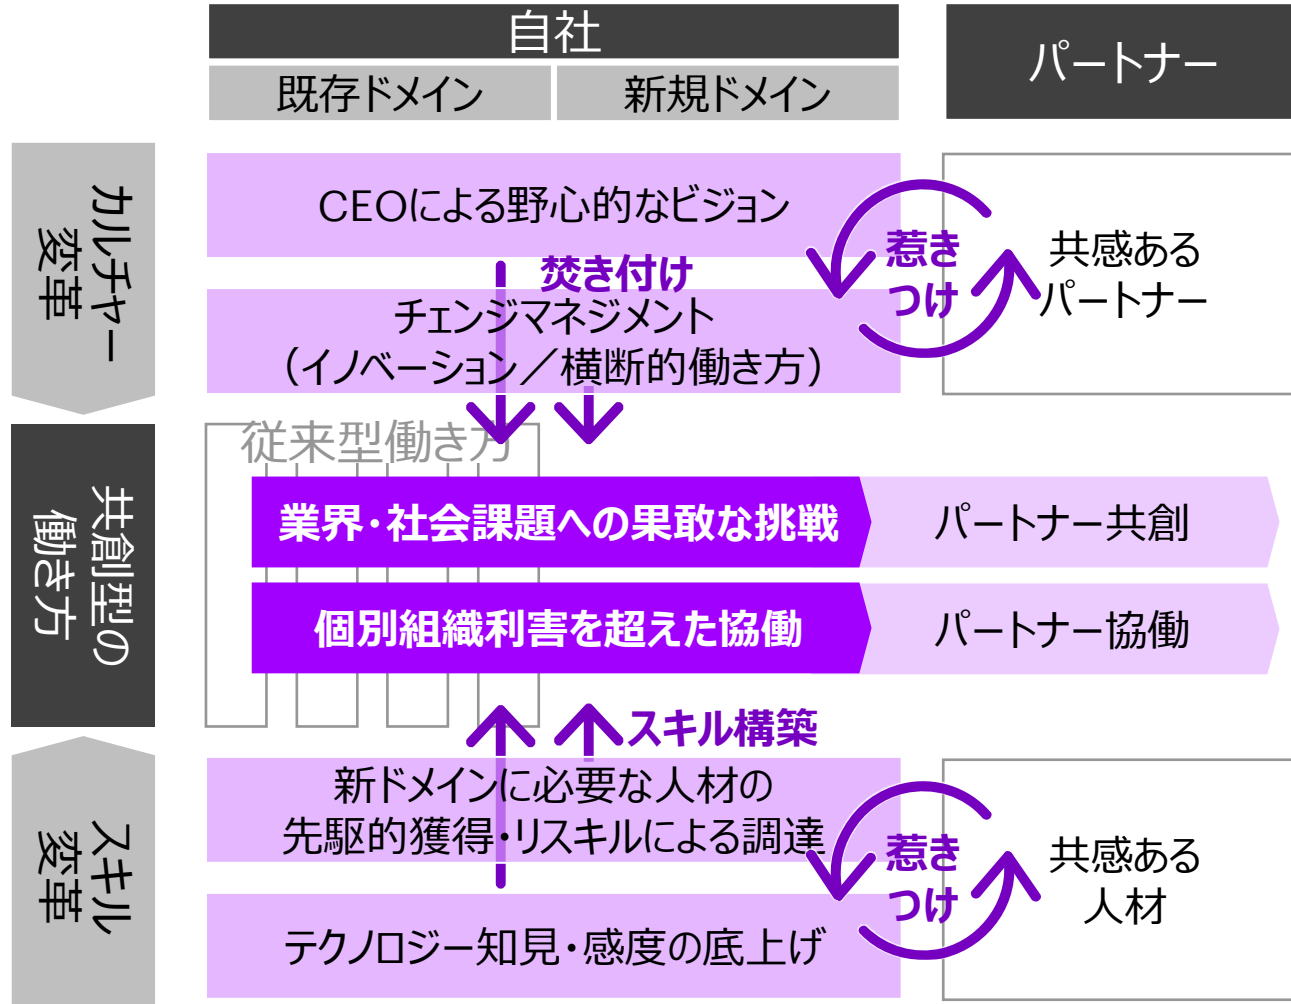 自社
パートナー
既存ドメイン
新規ドメイン
カルチャー
変革
CEOによる野心的なビジョン
焚き付け
チェンジマネジメント
（イノベーション／横断的働き方）
惹き
つけ
共感ある
パートナー
共創型の
働き方
従来型働き方
業界・社会課題への果敢な挑戦
パートナー共創
個別組織利害を超えた協働
パートナー協働
スキル構築
スキル
変革
新ドメインに必要な人材の
先駆的獲得・リスキルによる調達
テクノロジー知見・感度の底上げ
惹き
つけ
共感ある
人材